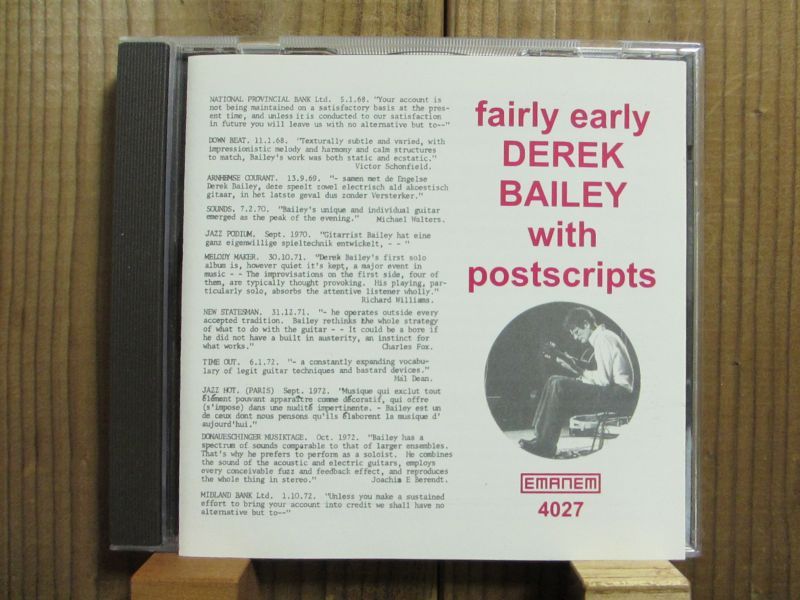 NATIONAL PROVINCIAL BANK Ltd. 5.1.68. "Your account is
not being maintained on a satisfactory basis at the pres-
ent time, and unless it is conducted to our satisfaction
in future you will leave us with no alternative but to--"
DOWN BEAT. 11.1.68. "Texturally subtle and varied, with
impressionistic melody and harmony and calm structures
to match, Bailey's work was both static and ecstatic."
Victor Schonfield.
ARNHEMSE COURANT. 13.9.69. "- samen met de Engelse
Derek Bailey, deze speelt zowel electrisch ald akoestisch
gitaar, in het latste geval dus zonder Versterker."
SOUNDS. 7.2.70. "Bailey's unique and individual guitar
emerged as the peak of the evening." Michael Walters.
JAZZ PODIUM. Sept. 1970. "Gitarrist Bailey hat eine
ganz eigenwillige spieltechnik entwickelt, - - "
MELODY MAKER. 30.10.71. "Derek Bailey's first solo
album is, however quiet it's kept, a major event in
music - - The improvisations on the first side, four of
them, are typically thought provoking. His playing, par-
ticularly solo, absorbs the attentive listener wholly."
Richard Williams.
NEW STATESMAN. 31.12.71. "- he operates outside every
accepted tradition. Bailey rethinks the whole strategy
of what to do with the guitar - - It could be a bore if
he did not have a built in austerity, an instinct for
what works." Charles Fox.
TIME OUT. 6.1.72. "- a constantly expanding vocabu-
lary of legit guitar techniques and bastard devices."
Mal Dean.
JAZZ HOT. (PARIS) Sept. 1972. "Musique qui exclut tout
élément pouvant apparaître comme décoratif, qui offre
(s'impose) dans une nudité impertinente. - Bailey est un
de ceux dont nous pensons qu'ils élaborent la musique d'
aujourd'hui."
DONAUESCHINGER MUSIKTAGE. Oct. 1972. "Bailey has a
spectrum of sounds comparable to that of larger ensembles.
That's why he prefers to perform as a soloist. He combines
the sound of the acoustic and electric guitars, employs
every conceivable fuzz and feedback effect, and reproduces
the whole thing in stereo." Joachim E Berendt.
MIDLAND BANK Ltd. 1.10.72. "Unless you make a sustained
effort to bring your account into credit we shall have no
alternative but to--"
fairly early
DEREK
BAILEY
with
postscripts
EMANEM
4027